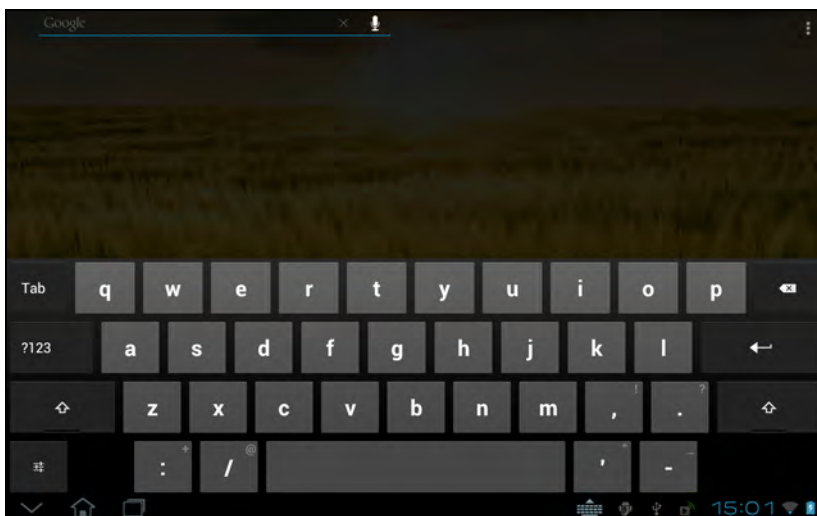 Google
Tab q w e r t y u i o p
?123 a s d f g h j k l
z x c v b n m , ! . ?
: + / @ ' " - _
15:01